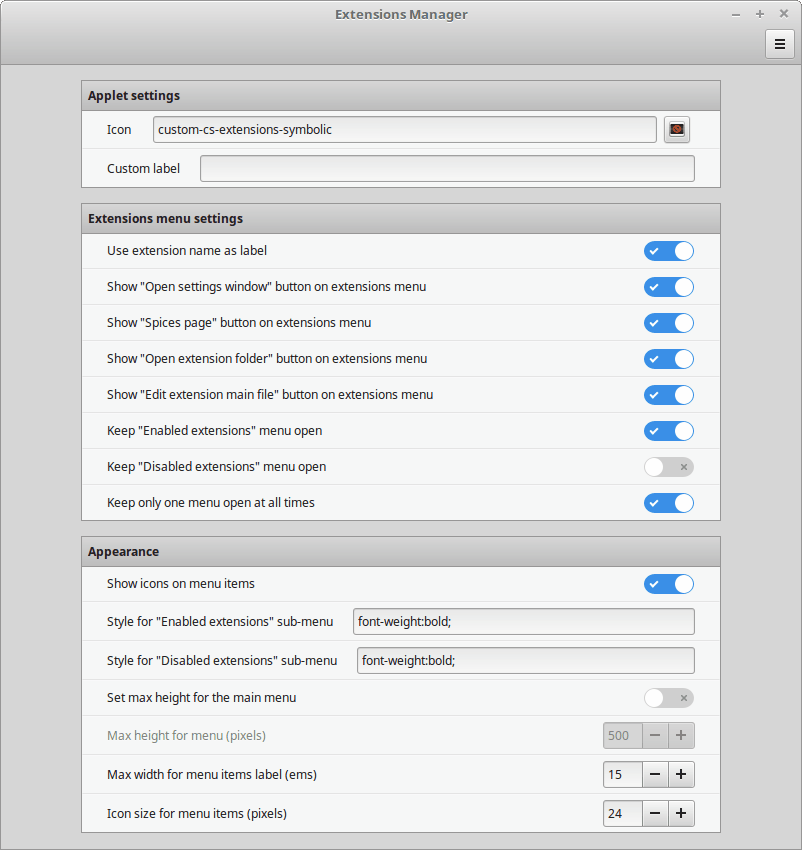 Extensions Manager
Applet settings
Icon custom-cs-extensions-symbolic
Custom label
Extensions menu settings
Use extension name as label
Show "Open settings window" button on extensions menu
Show "Spices page" button on extensions menu
Show "Open extension folder" button on extensions menu
Show "Edit extension main file" button on extensions menu
Keep "Enabled extensions" menu open
Keep "Disabled extensions" menu open
Keep only one menu open at all times
Appearance
Show icons on menu items
Style for "Enabled extensions" sub-menu font-weight:bold;
Style for "Disabled extensions" sub-menu font-weight:bold;
Set max height for the main menu
Max height for menu (pixels) 500
Max width for menu items label (ems) 15
Icon size for menu items (pixels) 24